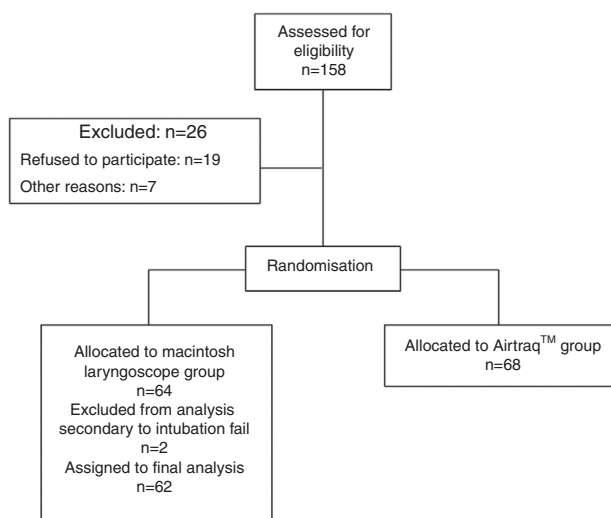 Assessed for
eligibility
n=158
Excluded: n=26
Refused to participate: n=19
Other reasons: n=7
Randomisation
Allocated to macintosh
laryngoscope group
n=64
Excluded from analysis
secondary to intubation fail
n=2
Assigned to final analysis
n=62
Allocated to Airtraq™ group
n=68